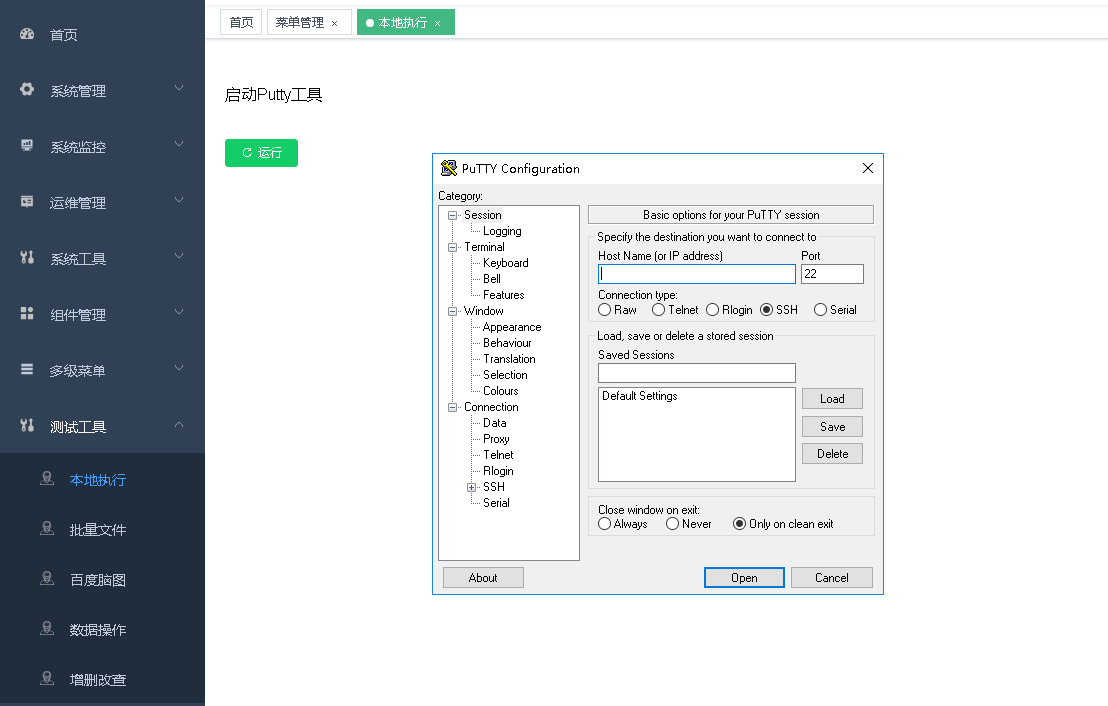 首页
系统管理
系统监控
运维管理
系统工具
组件管理
多级菜单
测试工具
本地执行
批量文件
百度脑图
数据操作
增删改查
首页 菜单管理 × 本地执行 ×
启动Putty工具
运行
PuTTY Configuration
Category:
Session
Logging
Terminal
Keyboard
Bell
Features
Window
Appearance
Behaviour
Translation
Selection
Colours
Connection
Data
Proxy
Telnet
Rlogin
SSH
Serial
Basic options for your PuTTY session
Specify the destination you want to connect to
Host Name (or IP address) Port
22
Connection type:
Raw Telnet Rlogin SSH Serial
Load, save or delete a stored session
Saved Sessions
Default Settings
Load
Save
Delete
Close window on exit:
Always Never Only on clean exit
About Open Cancel